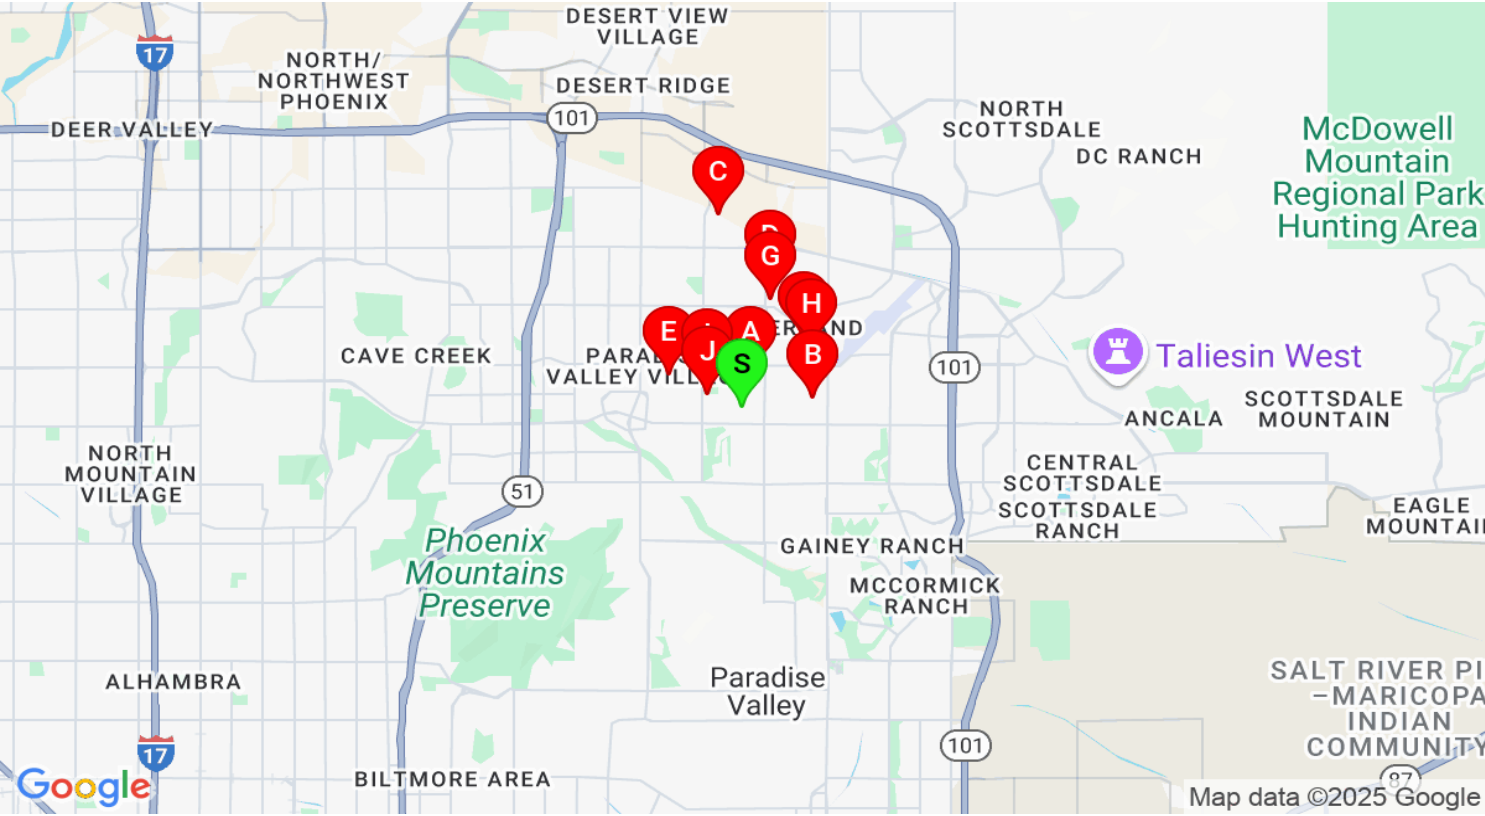 DESERT VIEW
VILLAGE
17
NORTH/
NORTHWEST
PHOENIX
DESERT RIDGE
101
NORTH
SCOTTSDALE
DEER VALLEY
McDowell
Mountain
Regional Park
Hunting Area
DC RANCH
C
G
H
E
A
J
S
B
CAVE CREEK
VALLEY
101
Taliesin West
SCOTTSDALE
MOUNTAIN
ANCALA
NORTH
MOUNTAIN
VILLAGE
CENTRAL
SCOTTSDALE
SCOTTSDALE
RANCH
51
EAGLE
Phoenix
Mountains
Preserve
GAINEY RANCH
MCCORMICK
RANCH
ALHAMBRA
Paradise
Valley
SALT RIVER
–MARICOPA
INDIAN
COMMUNITY
17
101
BILTMORE AREA
87
Google
Map data ©2025 Google